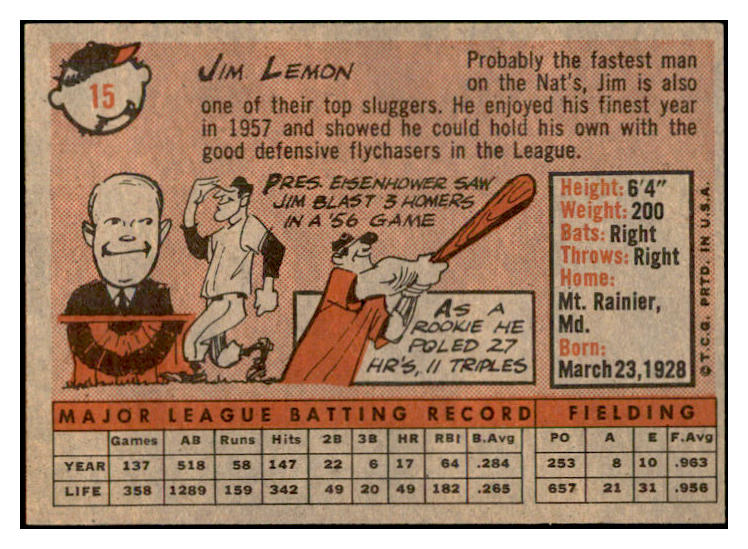 15
JIM LEMON
Probably the fastest man
on the Nat's, Jim is also
one of their top sluggers. He enjoyed his finest year
in 1957 and showed he could hold his own with the
good defensive flychasers in the League.
PRES. EISENHOWER SAW
JIM BLAST 3 HOMERS
IN A '56 GAME
AS A
ROOKIE HE
POLED 27
HR'S, 11 TRIPLES
Height: 6'4"
Weight: 200
Bats: Right
Throws: Right
Home:
Mt. Rainier,
Md.
Born:
March 23, 1928
© T.C.G. PRTD. IN U.S.A.
MAJOR LEAGUE BATTING RECORD FIELDING
Games AB Runs Hits 2B 3B HR RBI B.Avg PO A E F.Avg
YEAR 137 518 58 147 22 6 17 64 .284 253 8 10 .963
LIFE 358 1289 159 342 49 20 49 182 .265 657 21 31 .956